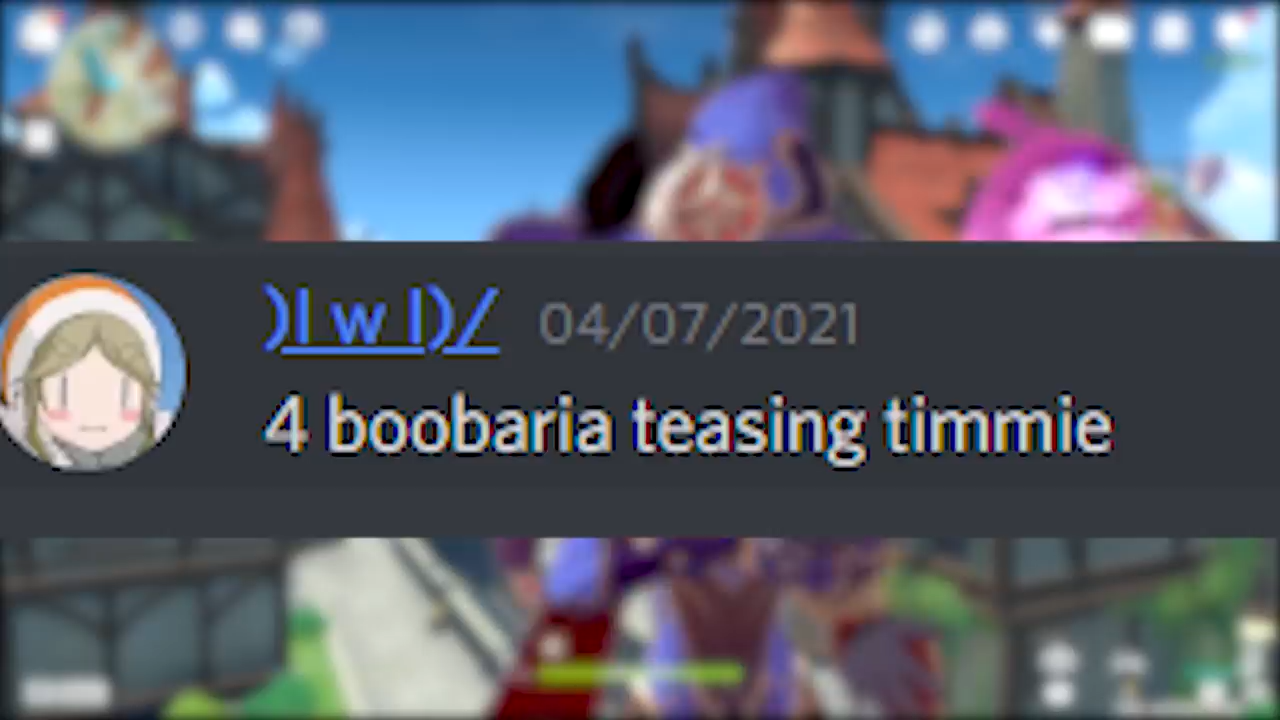 )l w l)/ 04/07/2021
4 boobaria teasing timmie